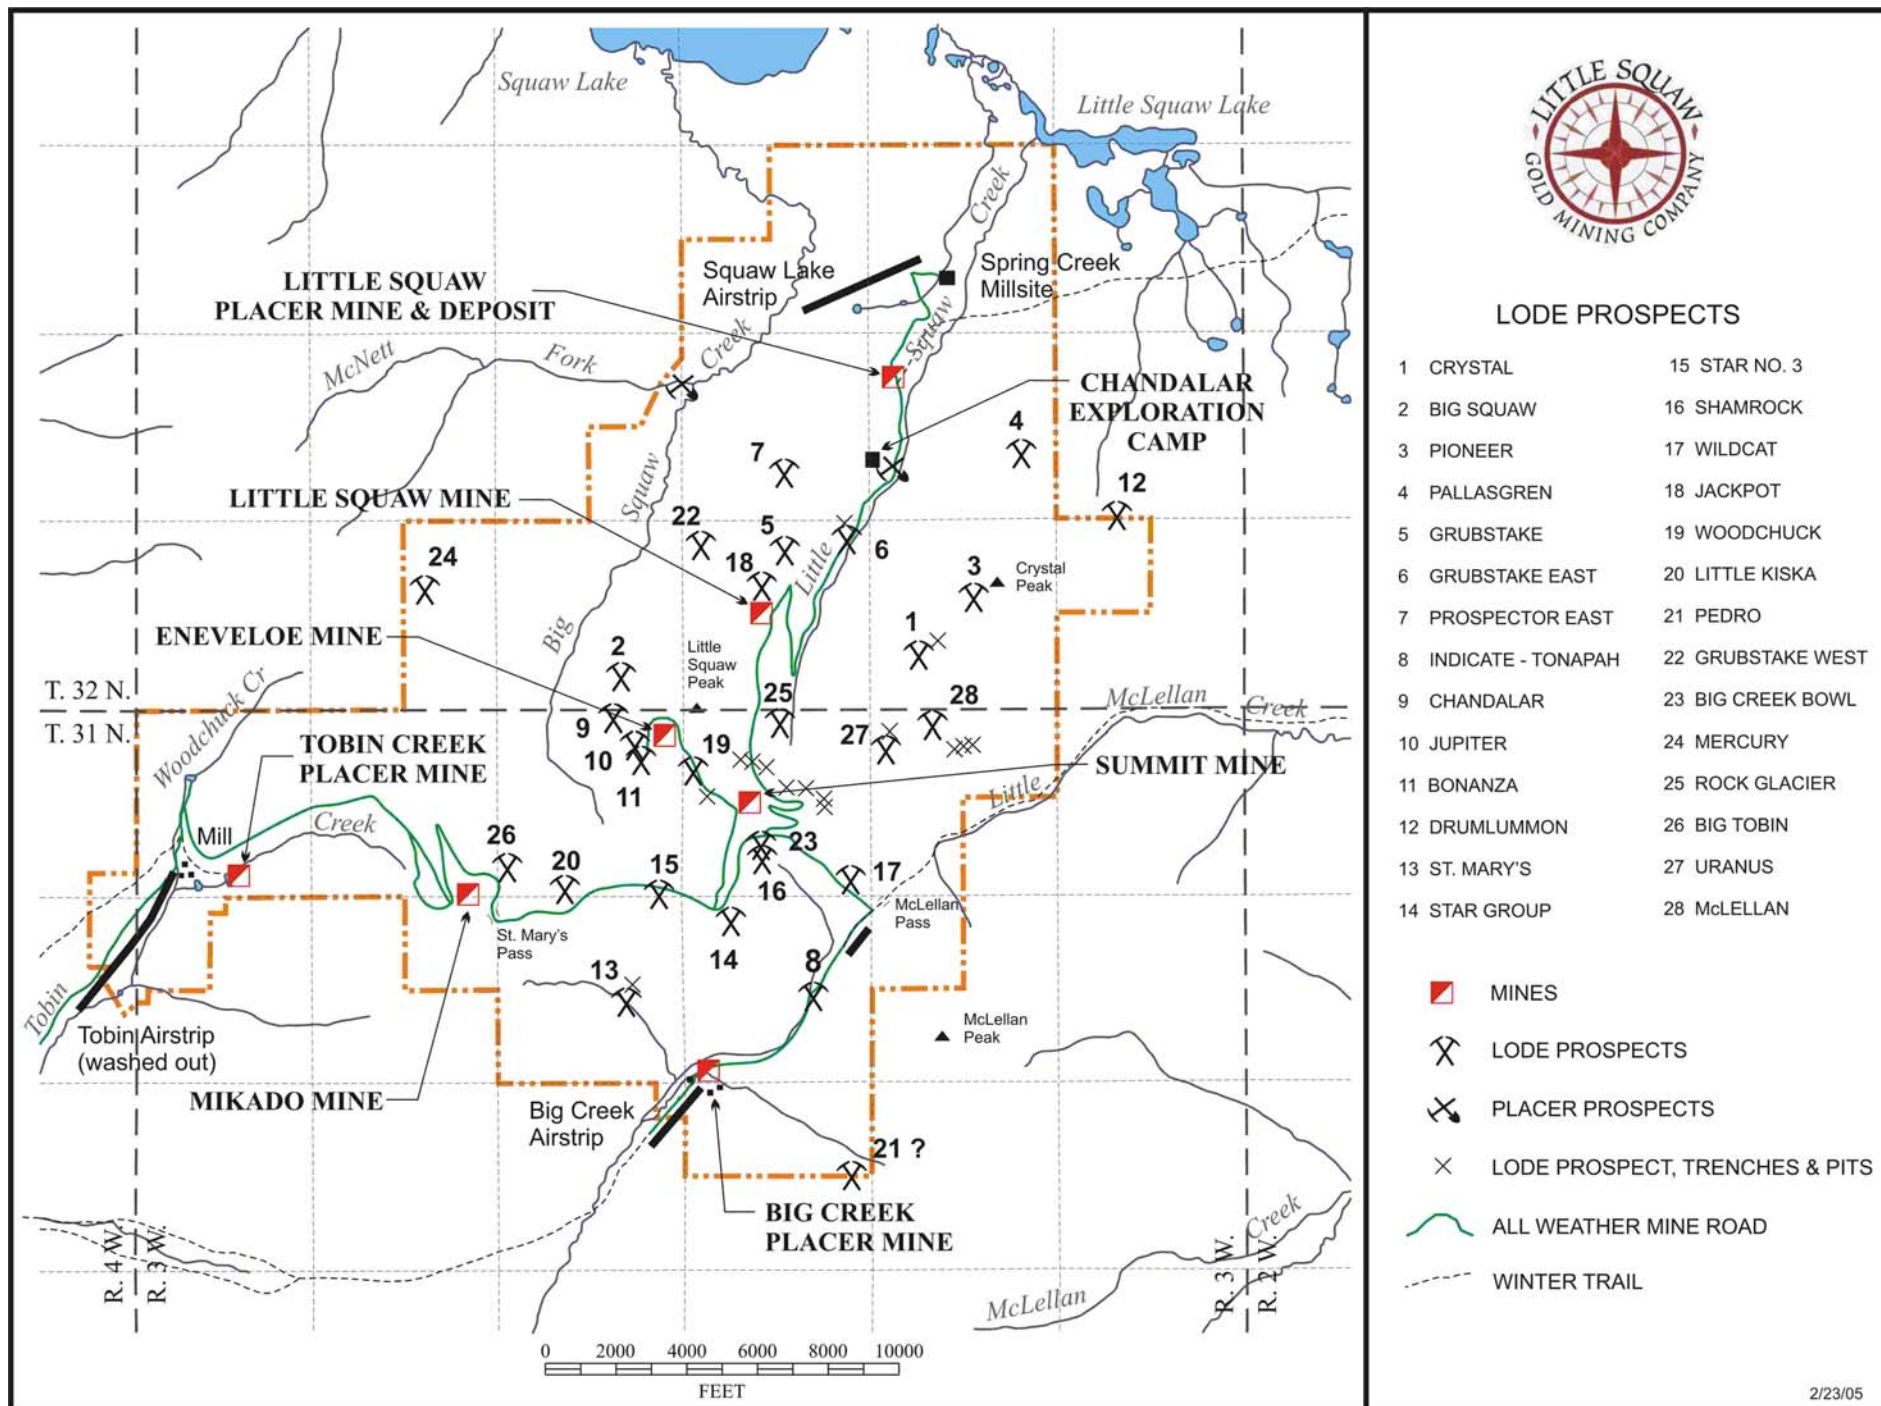 Squaw Lake
Little Squaw Lake
Creek
Squaw Lake
Airstrip
Spring Creek
Millsite
LITTLE SQUAW
PLACER MINE & DEPOSIT
Squaw
Creek
McNett
Fork
CHANDALAR
EXPLORATION
CAMP
4
7
Squaw
LITTLE SQUAW MINE
12
22
5
6
Little
24
18
3
Crystal
Peak
Big
ENEVELOE MINE
1
2
Little
Squaw
Peak
T. 32 N.
T. 31 N.
Woodchuck Cr
25
28
McLellan
Creek
9
27
TOBIN CREEK
PLACER MINE
10
19
SUMMIT MINE
11
Little
Creek
Mill
26
20
15
23
16
17
McLellan
Pass
St. Mary's
Pass
14
13
8
Tobin
Tobin Airstrip
(washed out)
McLellan
Peak
MIKADO MINE
Big Creek
Airstrip
21 ?
BIG CREEK
PLACER MINE
Creek
McLellan
R. 4 W.
R. 3 W.
R. 3 W.
R. 2 W.
0 2000 4000 6000 8000 10000
FEET
LITTLE SQUAW
GOLD MINING COMPANY
LODE PROSPECTS
1 CRYSTAL
2 BIG SQUAW
3 PIONEER
4 PALLASGREN
5 GRUBSTAKE
6 GRUBSTAKE EAST
7 PROSPECTOR EAST
8 INDICATE - TONAPAH
9 CHANDALAR
10 JUPITER
11 BONANZA
12 DRUMLUMMON
13 ST. MARY'S
14 STAR GROUP
15 STAR NO. 3
16 SHAMROCK
17 WILDCAT
18 JACKPOT
19 WOODCHUCK
20 LITTLE KISKA
21 PEDRO
22 GRUBSTAKE WEST
23 BIG CREEK BOWL
24 MERCURY
25 ROCK GLACIER
26 BIG TOBIN
27 URANUS
28 McLELLAN
MINES
LODE PROSPECTS
PLACER PROSPECTS
LODE PROSPECT, TRENCHES & PITS
ALL WEATHER MINE ROAD
WINTER TRAIL
2/23/05